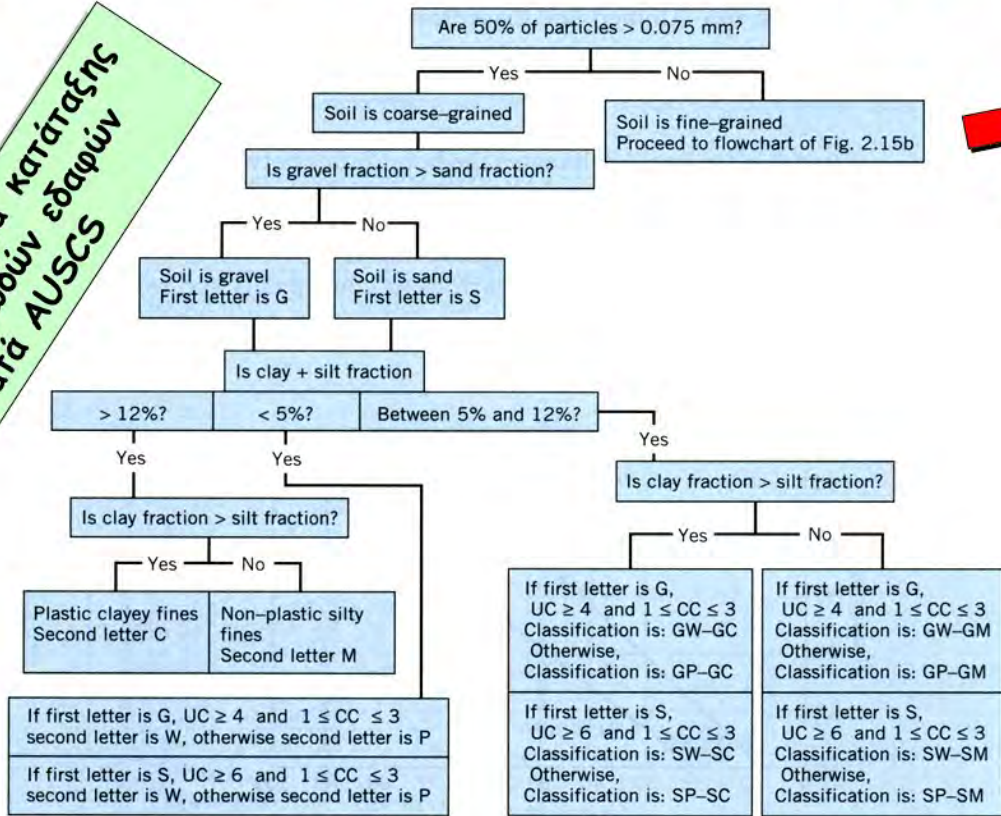 κατάταξης
εδαφών
AUSCS
Are 50% of particles > 0.075 mm?
Yes
No
Soil is coarse–grained
Soil is fine–grained
Proceed to flowchart of Fig. 2.15b
Is gravel fraction > sand fraction?
Yes
No
Soil is gravel
First letter is G
Soil is sand
First letter is S
Is clay + silt fraction
> 12%?
< 5%?
Between 5% and 12%?
Yes
Yes
Yes
Is clay fraction > silt fraction?
Is clay fraction > silt fraction?
Yes
No
Yes
No
Plastic clayey fines
Second letter C
Non–plastic silty
fines
Second letter M
If first letter is G,
UC ≥ 4 and 1 ≤ CC ≤ 3
Classification is: GW–GC
Otherwise,
Classification is: GP–GC
If first letter is G,
UC ≥ 4 and 1 ≤ CC ≤ 3
Classification is: GW–GM
Otherwise,
Classification is: GP–GM
If first letter is G, UC ≥ 4 and 1 ≤ CC ≤ 3
second letter is W, otherwise second letter is P
If first letter is S, UC ≥ 6 and 1 ≤ CC ≤ 3
second letter is W, otherwise second letter is P
If first letter is S,
UC ≥ 6 and 1 ≤ CC ≤ 3
Classification is: SW–SC
Otherwise,
Classification is: SP–SC
If first letter is S,
UC ≥ 6 and 1 ≤ CC ≤ 3
Classification is: SW–SM
Otherwise,
Classification is: SP–SM